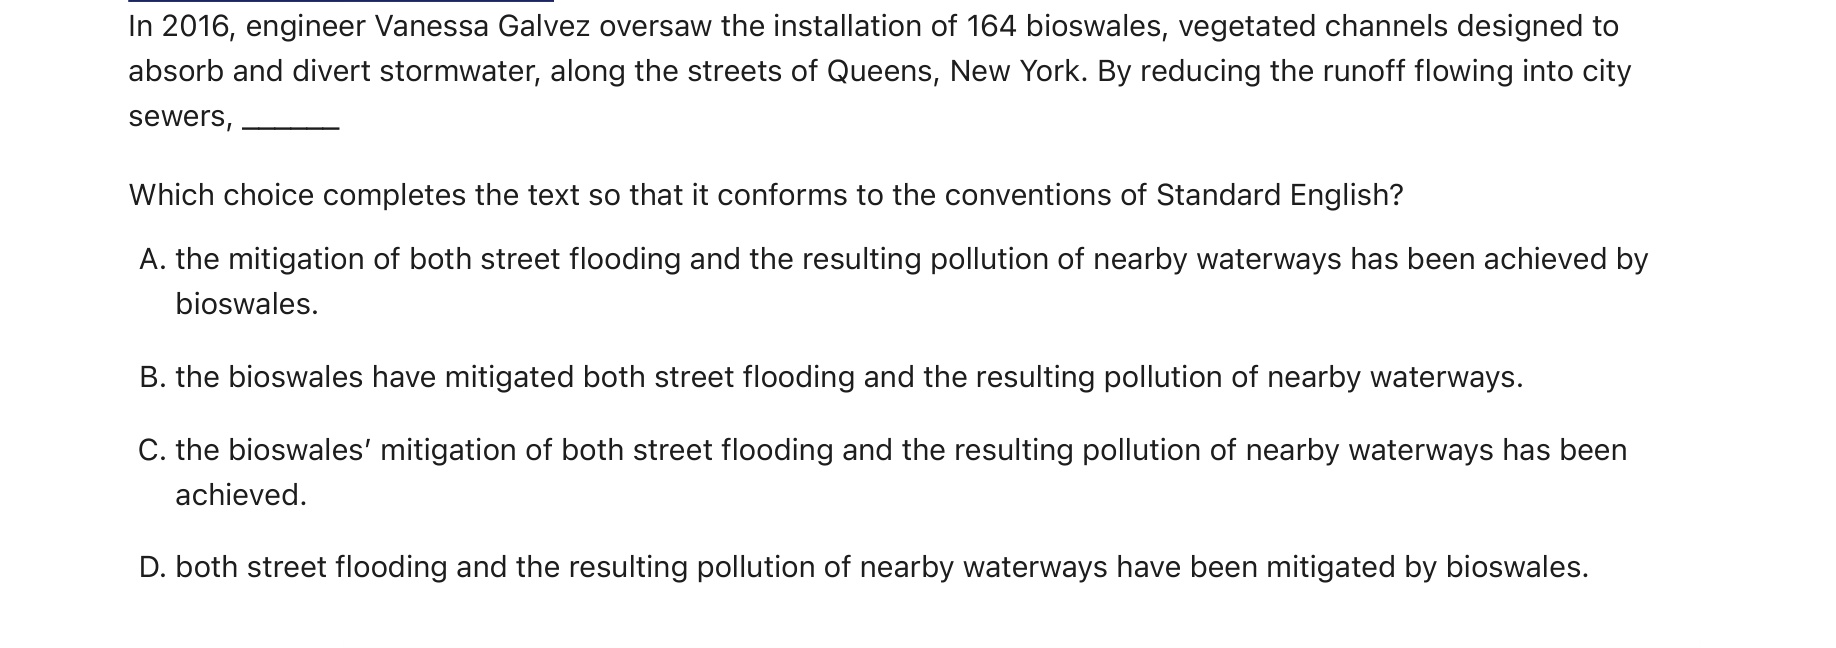 In 2016, engineer Vanessa Galvez oversaw the installation of 164 bioswales, vegetated channels designed to
absorb and divert stormwater, along the streets of Queens, New York. By reducing the runoff flowing into city
sewers, ______
Which choice completes the text so that it conforms to the conventions of Standard English?
A. the mitigation of both street flooding and the resulting pollution of nearby waterways has been achieved by
bioswales.
B. the bioswales have mitigated both street flooding and the resulting pollution of nearby waterways.
C. the bioswales’ mitigation of both street flooding and the resulting pollution of nearby waterways has been
achieved.
D. both street flooding and the resulting pollution of nearby waterways have been mitigated by bioswales.